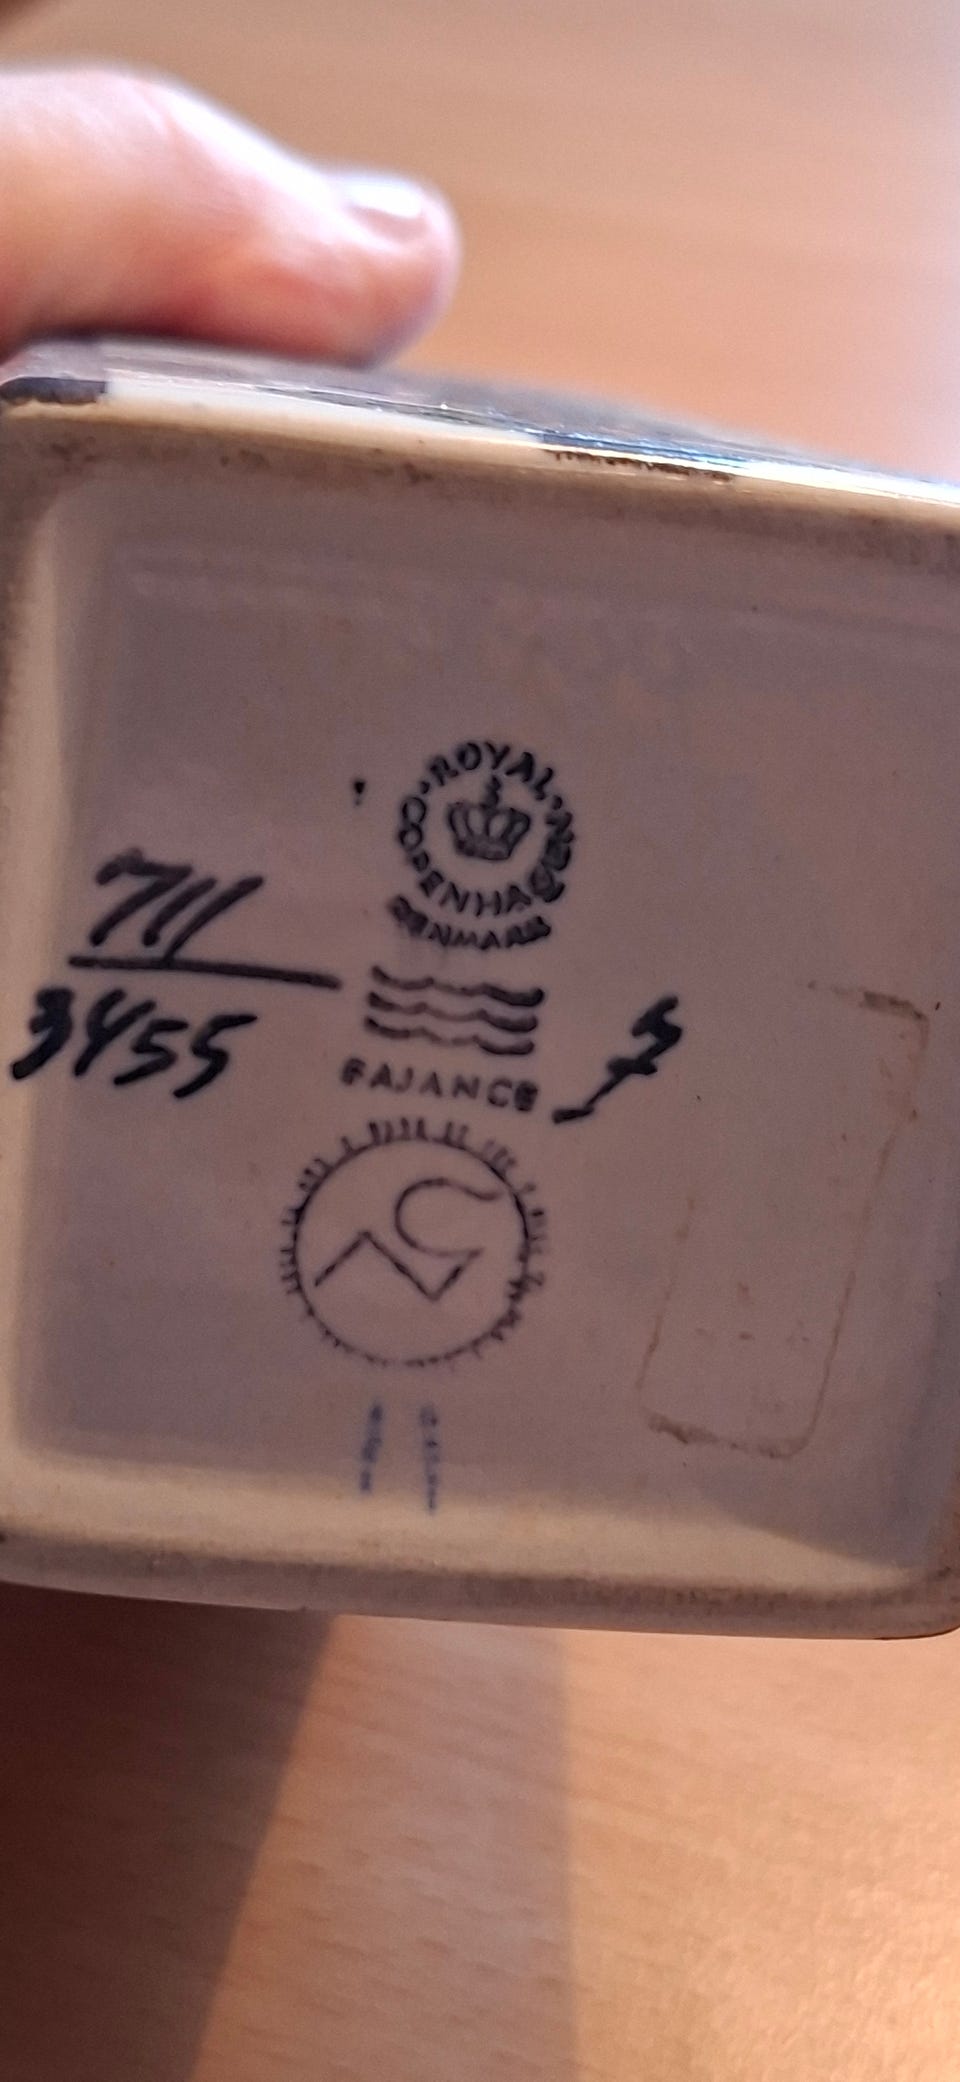 ROYAL COPENHAGEN
DENMARK
711
3455
FAJANCE